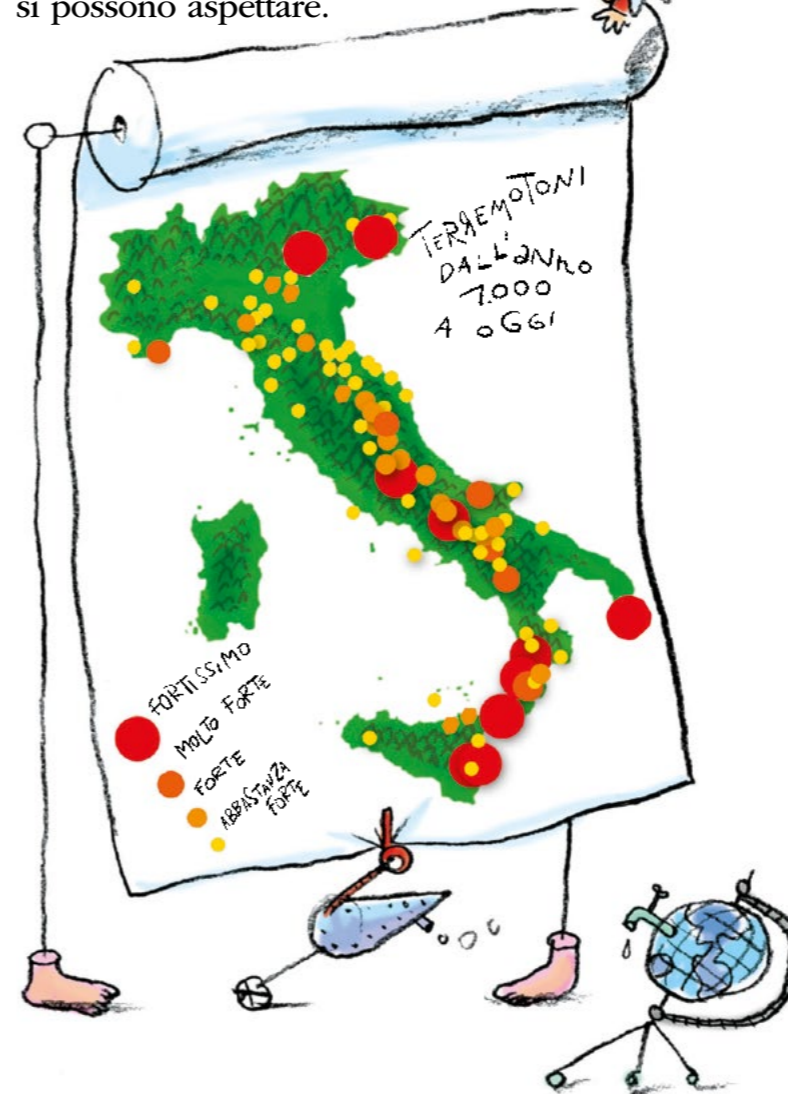 si possono aspettare.
TERREMOTONI
DALL'ANNO
1.000
A OGGI
FORTISSIMO
MOLTO FORTE
FORTE
ABBASTANZA
FORTE